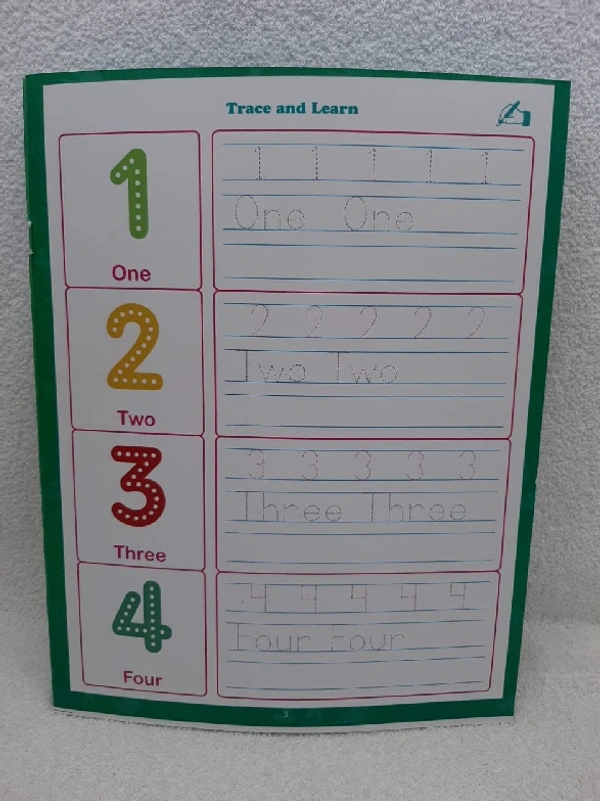 Trace and Learn
1
One
1 1 1 1 1
One One
2
Two
2 2 2 2 2
Two Two
3
Three
3 3 3 3 3
Three Three
4
Four
4 4 4 4 4
Four Four
3